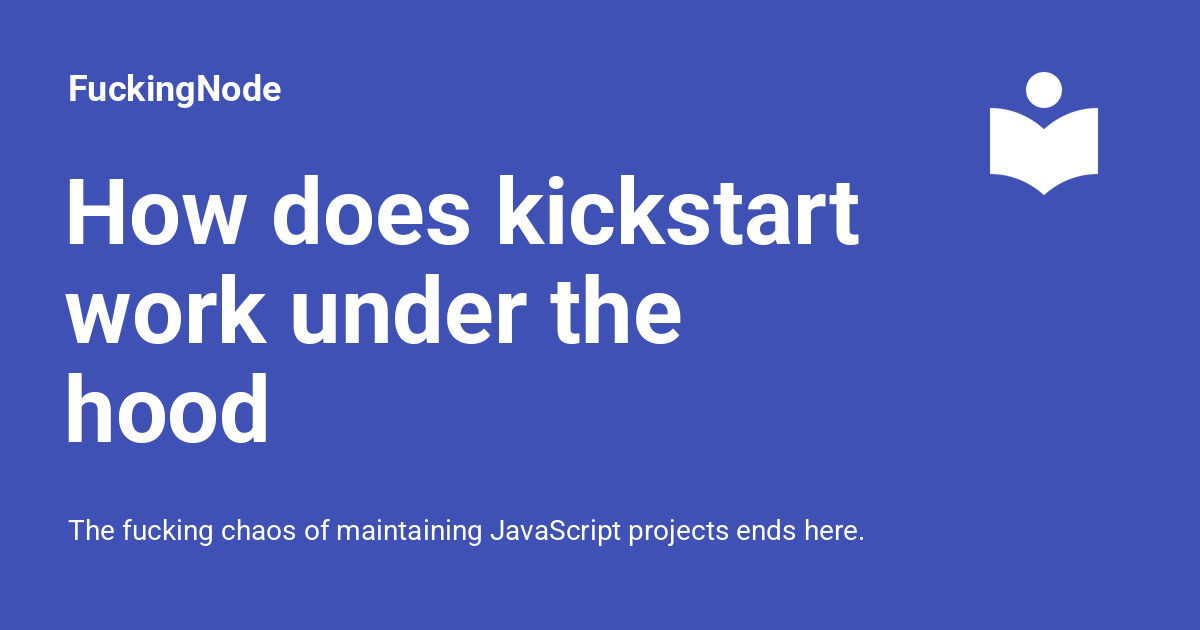 FuckingNode
How does kickstart
work under the
hood
The fucking chaos of maintaining JavaScript projects ends here.